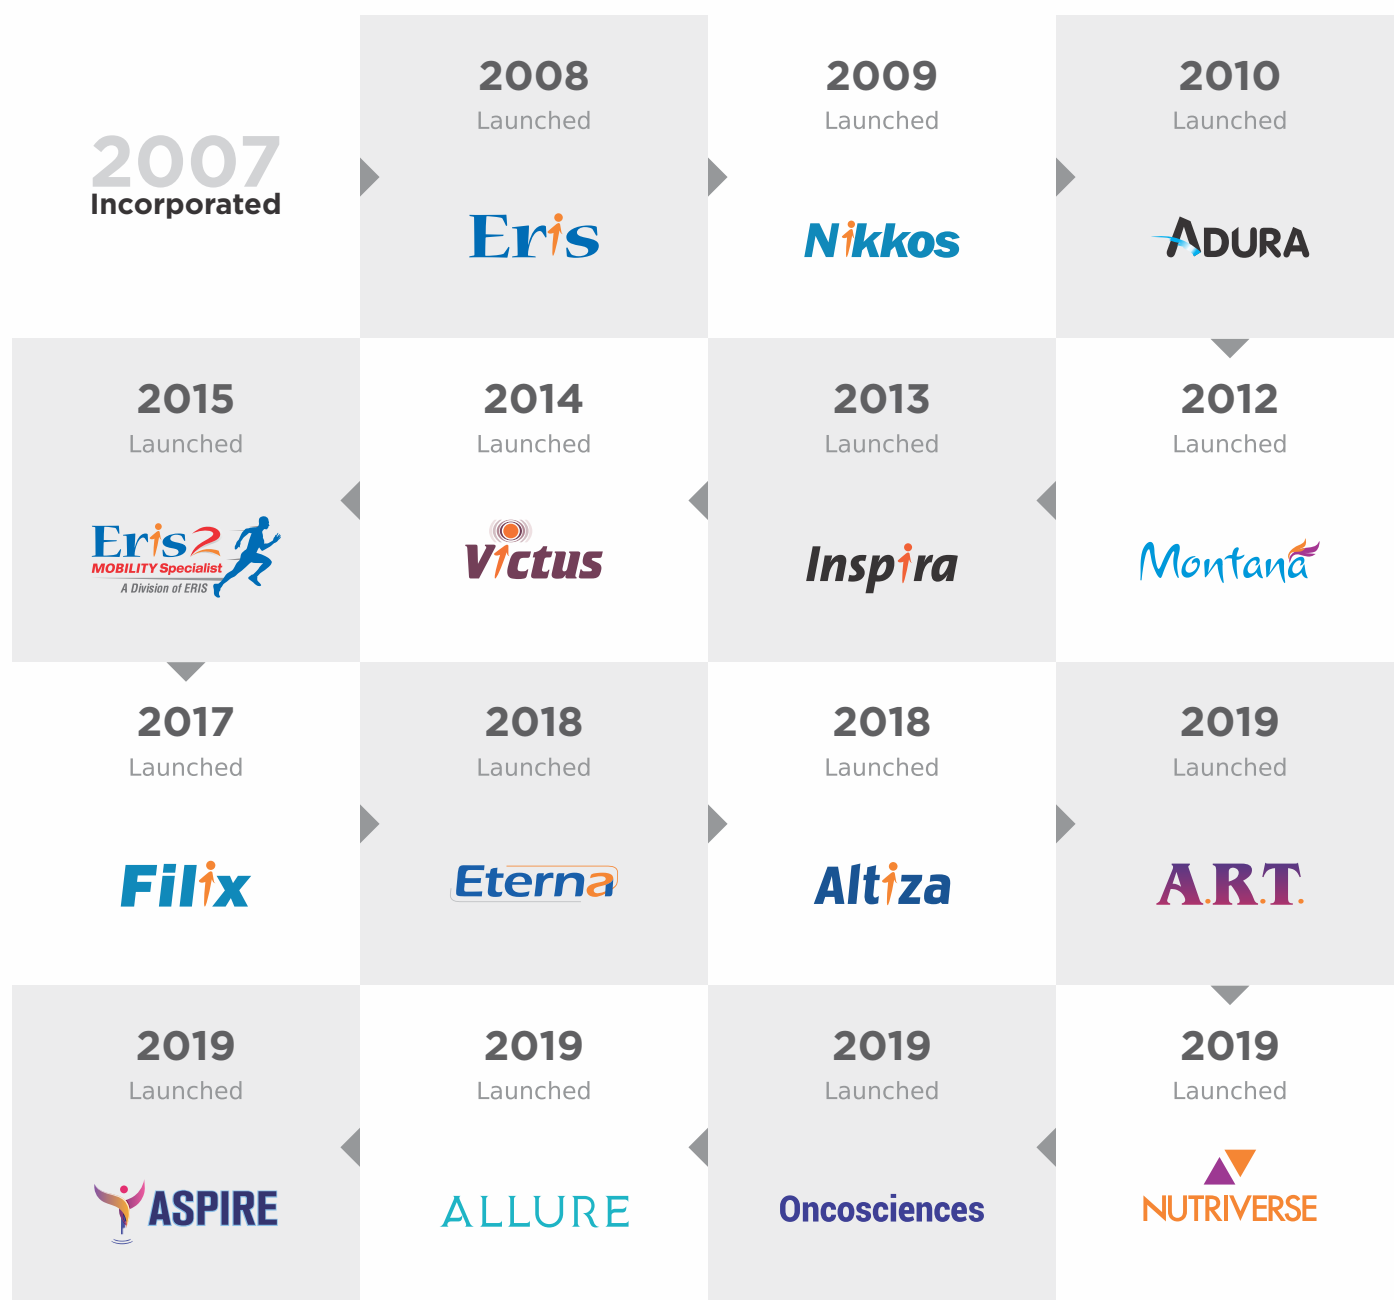 2007
Incorporated
2008
Launched
Eris
2009
Launched
Nikkos
2010
Launched
ADURA
2012
Launched
Montana
2013
Launched
Inspira
2014
Launched
Victus
2015
Launched
Eris2
MOBILITY Specialist
A Division of ERIS
2017
Launched
Filix
2018
Launched
Eterna
2018
Launched
Altiza
2019
Launched
A.R.T.
2019
Launched
NUTRIVERSE
2019
Launched
Oncosciences
2019
Launched
ALLURE
2019
Launched
ASPIRE